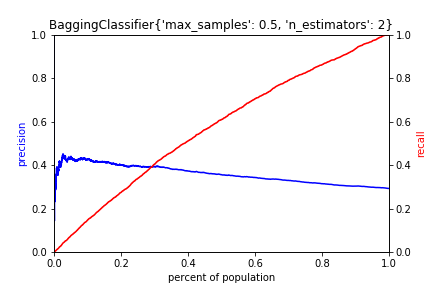 BaggingClassifier{'max_samples': 0.5, 'n_estimators': 2}
1.0
0.8
0.6
0.4
0.2
0.0
precision
1.0
0.8
0.6
0.4
0.2
0.0
recall
0.0 0.2 0.4 0.6 0.8 1.0
percent of population